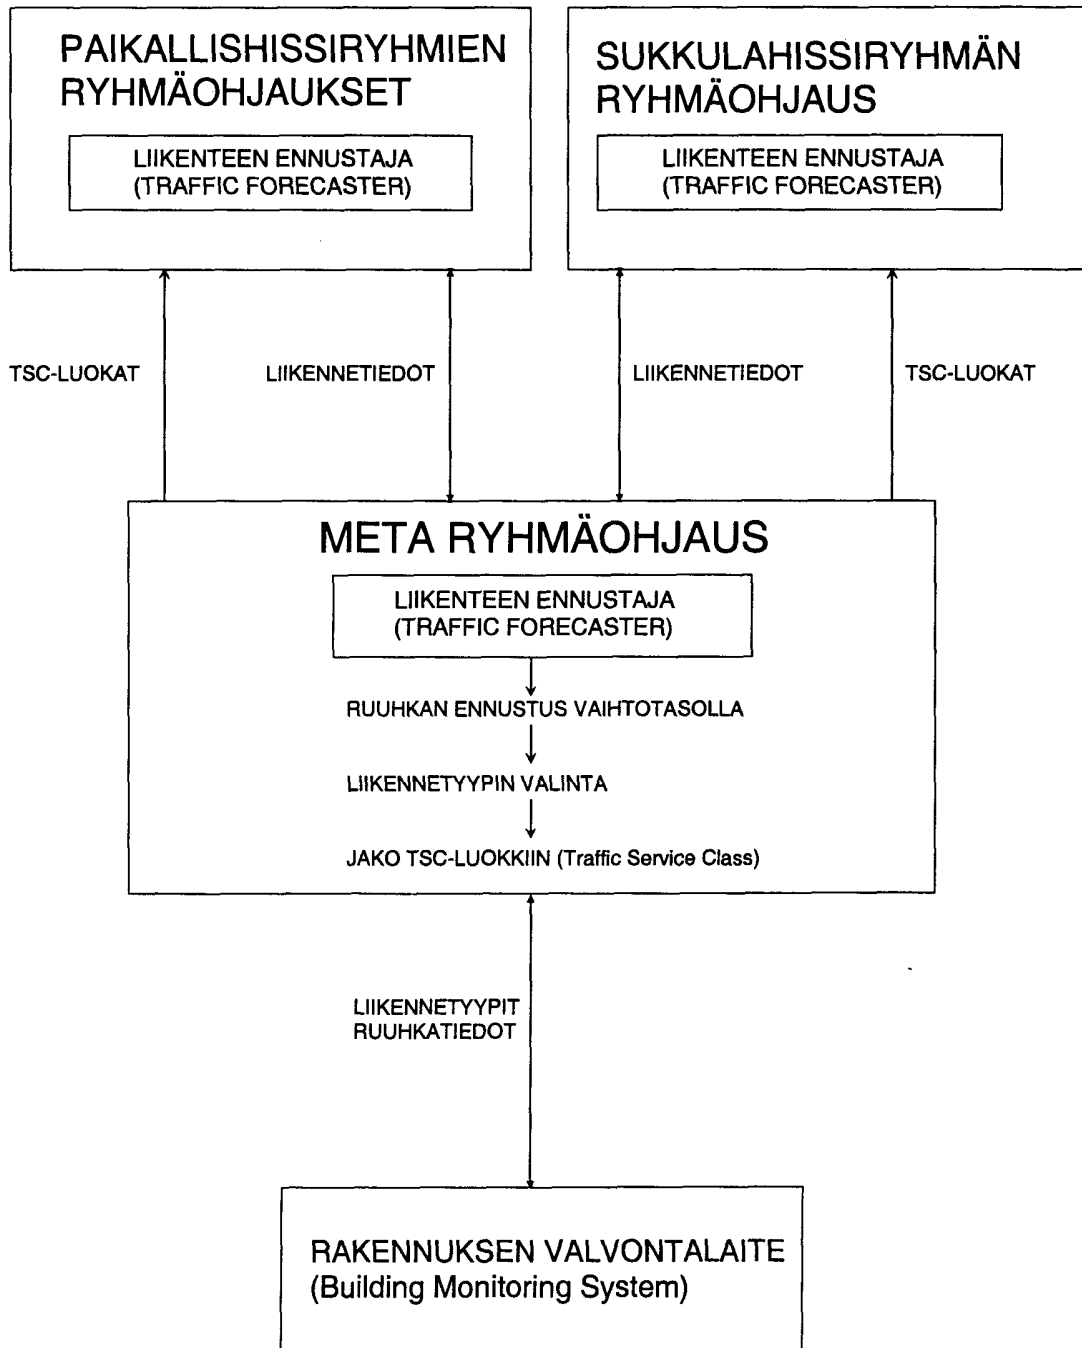 PAIKALLISHISSIRYHMIEN
RYHMÄOHJAUKSET
LIIKENTEEN ENNUSTAJA
(TRAFFIC FORECASTER)
SUKKULAHISSIRYHMÄN
RYHMÄOHJAUS
LIIKENTEEN ENNUSTAJA
(TRAFFIC FORECASTER)
TSC-LUOKAT
LIIKENNETIEDOT
LIIKENNETIEDOT
TSC-LUOKAT
META RYHMÄOHJAUS
LIIKENTEEN ENNUSTAJA
(TRAFFIC FORECASTER)
RUUHKAN ENNUSTUS VAIHTOTASOLLA
LIIKENNETYYPIN VALINTA
JAKO TSC-LUOKKIIN (Traffic Service Class)
LIIKENNETYYPIT
RUUHKATIEDOT
RAKENNUKSEN VALVONTALAITE
(Building Monitoring System)